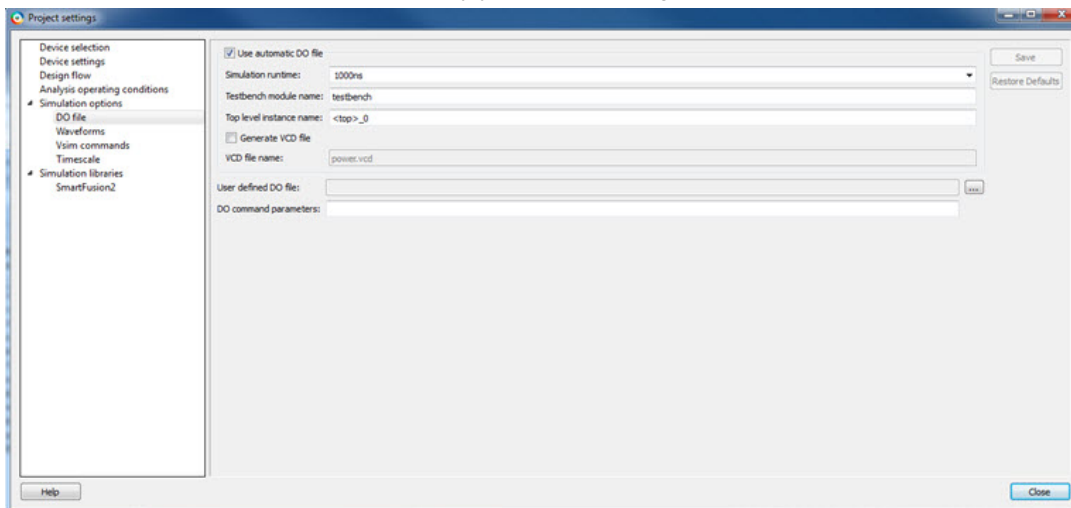 Project settings
Device selection
Device settings
Design flow
Analysis operating conditions
Simulation options
DO file
Waveforms
Vsim commands
Timescale
Simulation libraries
SmartFusion2
Use automatic DO file
Simulation runtime: 1000ns
Testbench module name: testbench
Top level instance name: <top>_0
Generate VCD file
VCD file name: power.vcd
User defined DO file: ...
DO command parameters:
Save
Restore Defaults
Help
Close